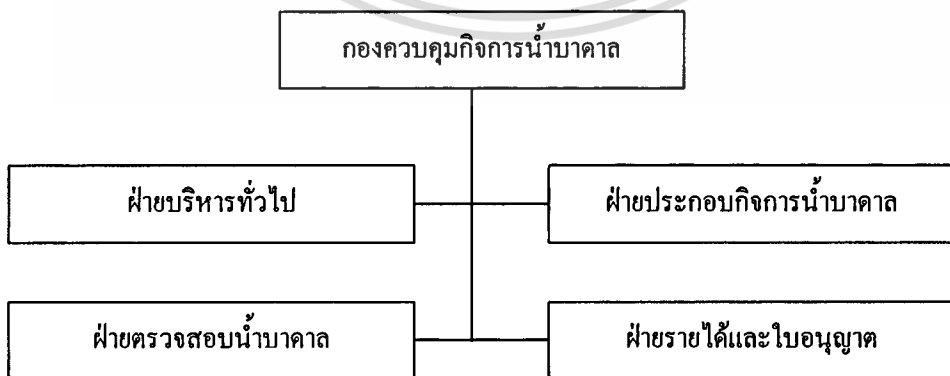 กองควบคุมกิจการน้ำบาดาล
ฝ่ายบริหารทั่วไป
ฝ่ายประกอบกิจการน้ำบาดาล
ฝ่ายตรวจสอบน้ำบาดาล
ฝ่ายรายได้และใบอนุญาต